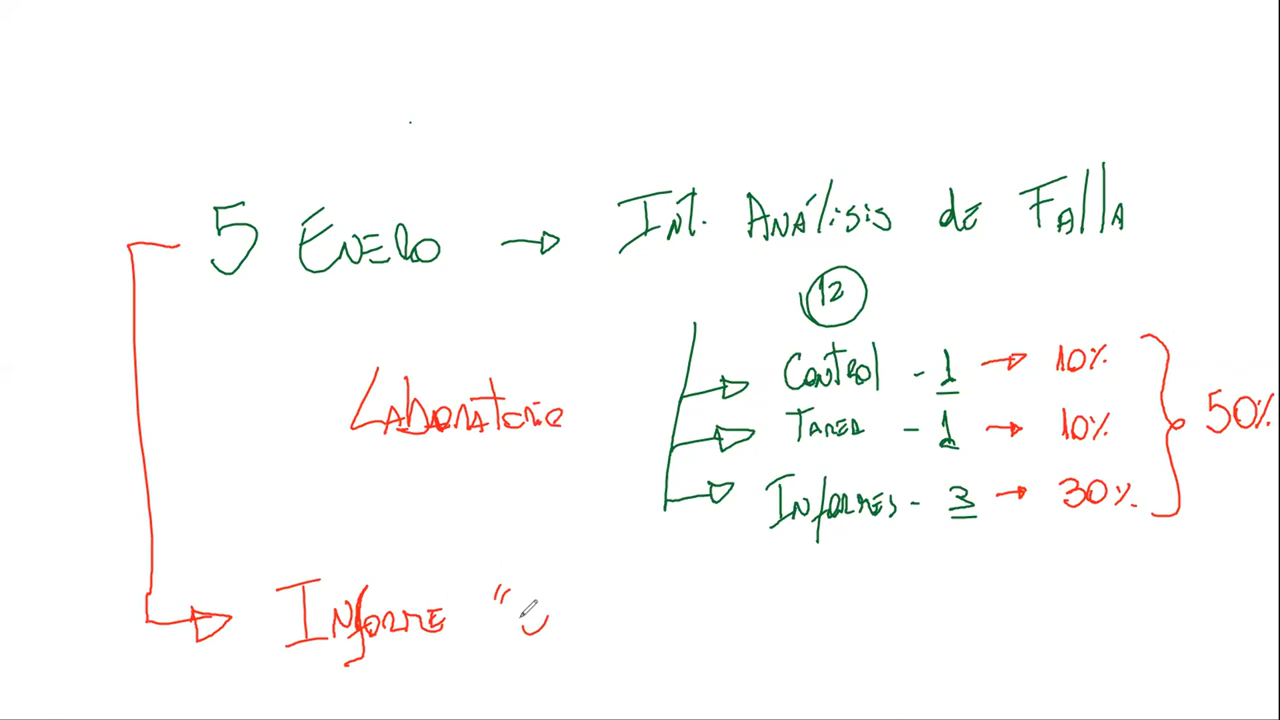 5 ENERO → INT. ANÁLISIS DE FALLA
12
CONTROL - 1 → 10%
TAREA - 1 → 10%
50%
LABORATORIO
INFORMES - 3 → 30%
INFORME "